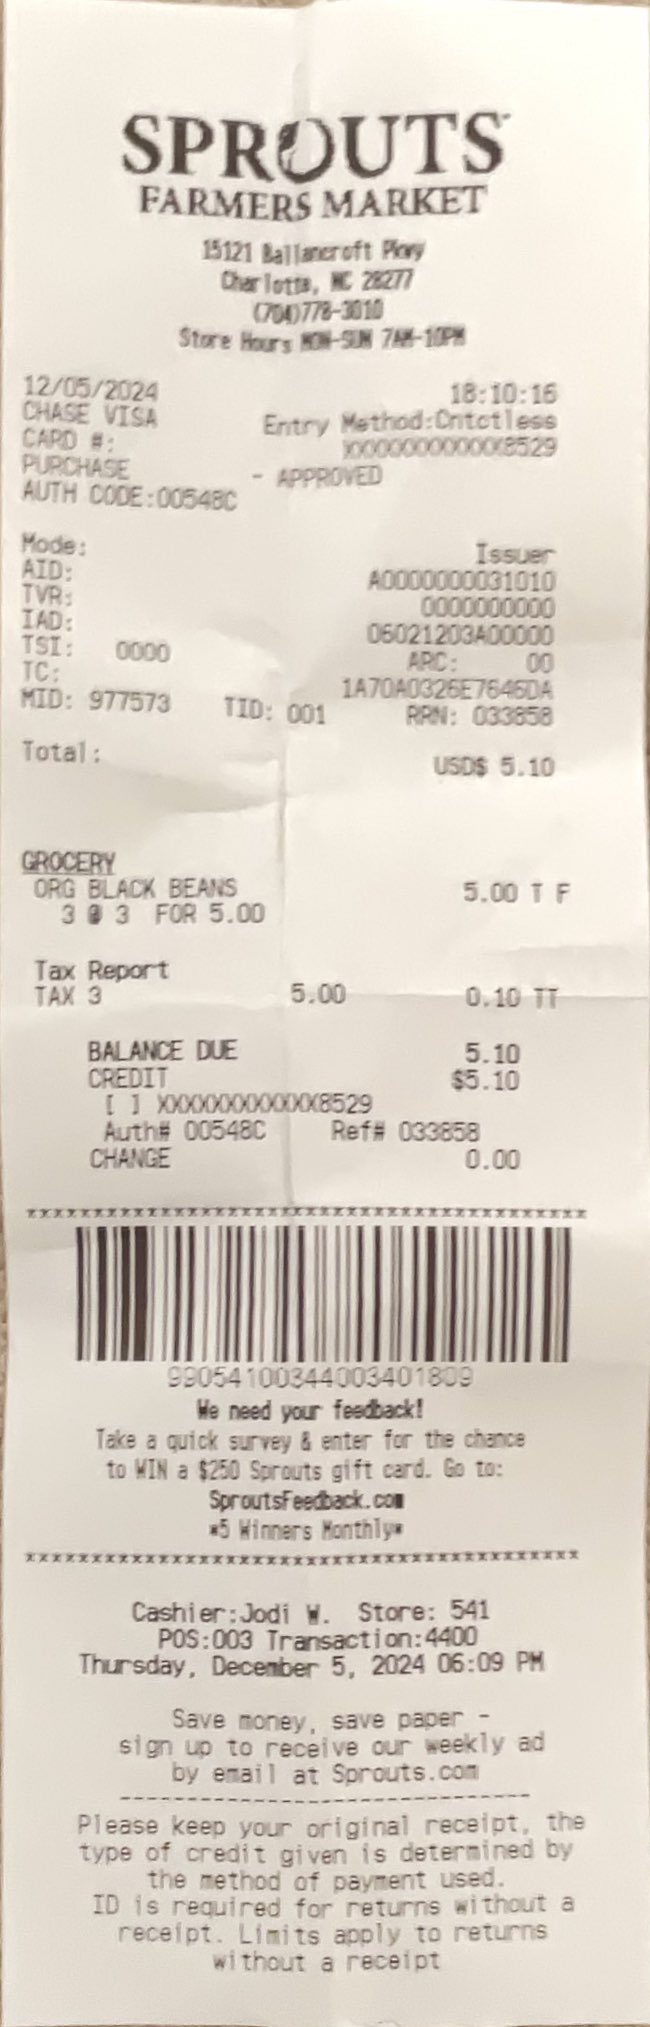 SPROUTS
FARMERS MARKET
15121 Ballancroft Pkwy
Charlotte, NC 28277
(704)778-3010
Store Hours MON-SUN 7AM-10PM
12/05/2024 18:10:16
CHASE VISA Entry Method:Cntctless
CARD #: XXXXXXXXXXXX8529
PURCHASE - APPROVED
AUTH CODE:00548C
Mode: Issuer
AID: A0000000031010
TVR: 0000000000
IAD: 06021203A00000
TSI: 0000 ARC: 00
TC: 1A70A0326E7646DA
MID: 977573 TID: 001 RRN: 033858
Total: USD$ 5.10
GROCERY
ORG BLACK BEANS 5.00 T F
3 @ 3 FOR 5.00
Tax Report
TAX 3 5.00 0.10 TT
BALANCE DUE 5.10
CREDIT $5.10
[ ] XXXXXXXXXXXX8529
Auth# 00548C Ref# 033858
CHANGE 0.00
*******************************************
99054100344003401809
We need your feedback!
Take a quick survey & enter for the chance
to WIN a $250 Sprouts gift card. Go to:
SproutsFeedback.com
*5 Winners Monthly*
*******************************************
Cashier:Jodi W. Store: 541
POS:003 Transaction:4400
Thursday, December 5, 2024 06:09 PM
Save money, save paper -
sign up to receive our weekly ad
by email at Sprouts.com
--------------------------------
Please keep your original receipt, the
type of credit given is determined by
the method of payment used.
ID is required for returns without a
receipt. Limits apply to returns
without a receipt